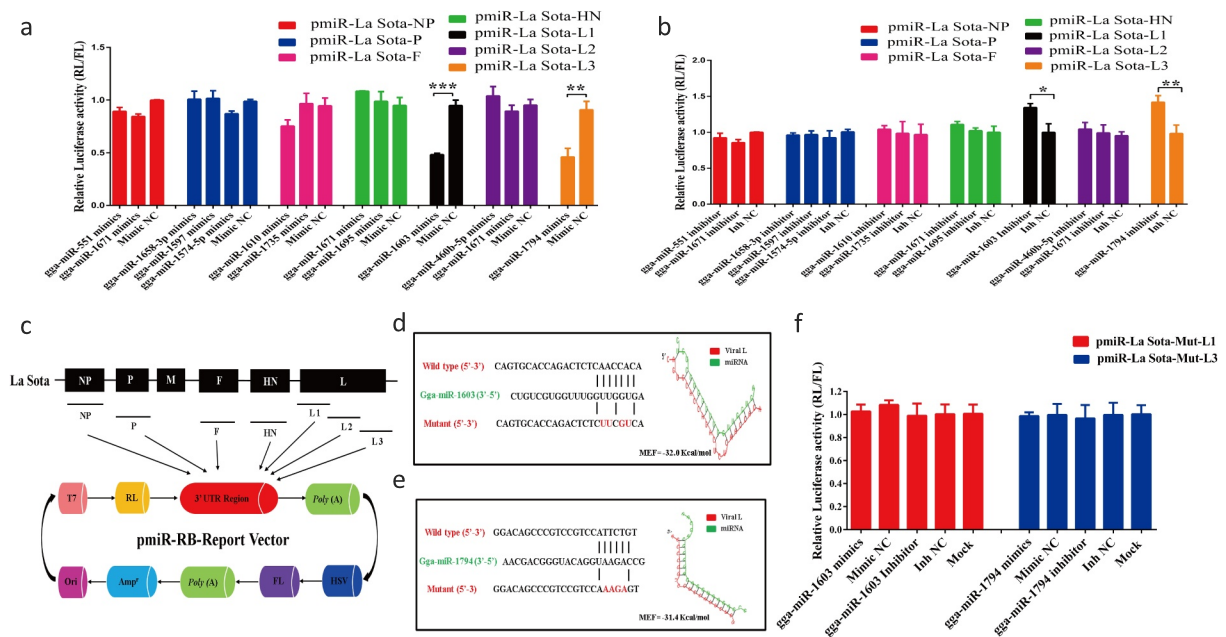 a
pmiR-La Sota-NP
pmiR-La Sota-P
pmiR-La Sota-F
pmiR-La Sota-HN
pmiR-La Sota-L1
pmiR-La Sota-L2
pmiR-La Sota-L3
Relative Luciferase activity (RL/FL)
1.5
1.0
0.5
0.0
***
**
gga-miR-551 mimics
gga-miR-1671 mimics
Mimic NC
gga-miR-1658-3p mimics
gga-miR-1597 mimics
gga-miR-1574-5p mimics
Mimic NC
gga-miR-1610 mimics
gga-miR-1735 mimics
Mimic NC
gga-miR-1671 mimics
gga-miR-1695 mimics
Mimic NC
gga-miR-1603 mimics
Mimic NC
gga-miR-460b-5p mimics
gga-miR-1671 mimics
Mimic NC
gga-miR-1794 mimics
Mimic NC
b
pmiR-La Sota-NP
pmiR-La Sota-P
pmiR-La Sota-F
pmiR-La Sota-HN
pmiR-La Sota-L1
pmiR-La Sota-L2
pmiR-La Sota-L3
Relative Luciferase activity (RL/FL)
2.0
1.5
1.0
0.5
0.0
*
**
gga-miR-551 inhibitor
gga-miR-1671 inhibitor
Inh NC
gga-miR-1658-3p inhibitor
gga-miR-1597 inhibitor
gga-miR-1574-5p inhibitor
Inh NC
gga-miR-1610 inhibitor
gga-miR-1735 inhibitor
Inh NC
gga-miR-1671 inhibitor
gga-miR-1695 inhibitor
Inh NC
gga-miR-1603 Inhibitor
Inh NC
gga-miR-460b-5p inhibitor
gga-miR-1671 inhibitor
Inh NC
gga-miR-1794 inhibitor
Inh NC
c
La Sota
NP P M F HN L
NP P F HN L1 L2 L3
T7 RL 3' UTR Region Poly (A)
pmiR-RB-Report Vector
Ori Ampr Poly (A) FL HSV
d
Wild type (5'-3') CAGTGCACCAGACTCTCAACCACA
Gga-miR-1603 (3'-5') CUGUCGUGGUUUGGUUGGUGA
Mutant (5'-3') CAGTGCACCAGACTCTCUUCGUCA
Viral L
miRNA
MEF= -32.0 Kcal/mol
e
Wild type (5'-3') GGACAGCCCGTCCGTCCATTCTGT
Gga-miR-1794 (3'-5') AACGACGGGUACAGGUAAGACCG
Mutant (5'-3) GGACAGCCCGTCCGTCCAAAGAGT
Viral L
miRNA
MEF= -31.4 Kcal/mol
f
pmiR-La Sota-Mut-L1
pmiR-La Sota-Mut-L3
Relative Luciferase activity (RL/FL)
1.5
1.0
0.5
0.0
gga-miR-1603 mimics
Mimic NC
gga-miR-1603 Inhibitor
Inh NC
Mock
gga-miR-1794 mimics
Mimic NC
gga-miR-1794 inhibitor
Inh NC
Mock